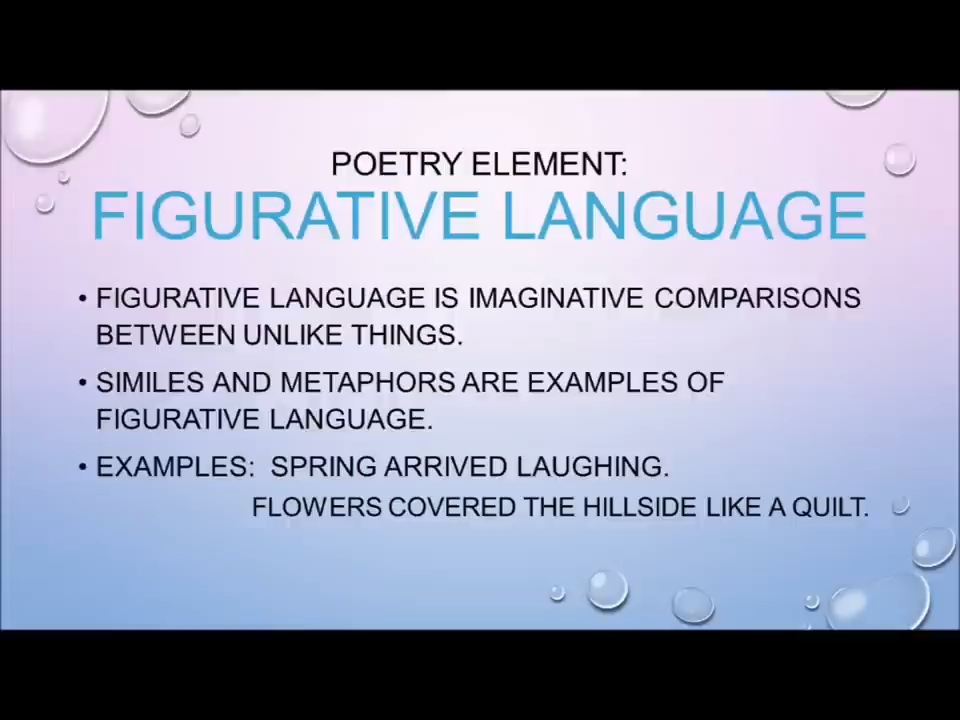 POETRY ELEMENT:
FIGURATIVE LANGUAGE
• FIGURATIVE LANGUAGE IS IMAGINATIVE COMPARISONS
BETWEEN UNLIKE THINGS.
• SIMILES AND METAPHORS ARE EXAMPLES OF
FIGURATIVE LANGUAGE.
• EXAMPLES: SPRING ARRIVED LAUGHING.
FLOWERS COVERED THE HILLSIDE LIKE A QUILT.